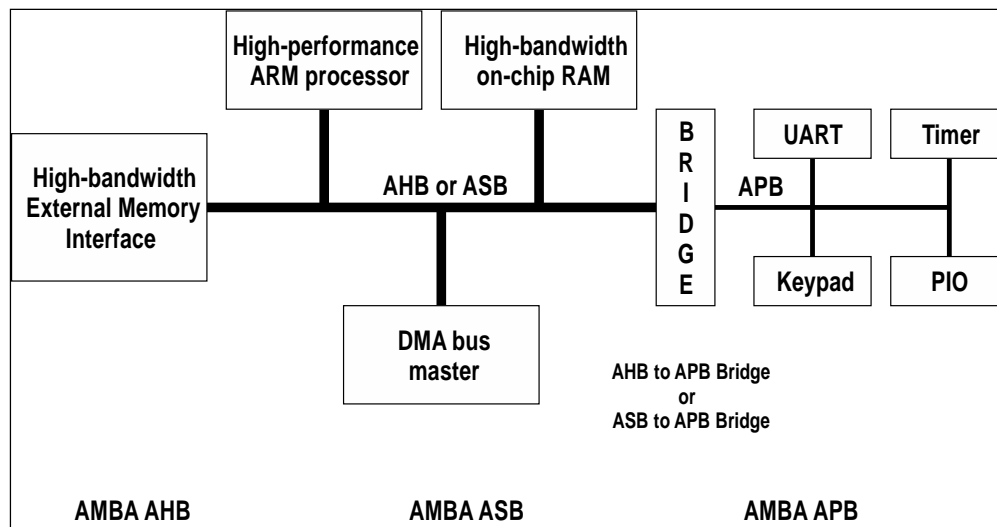 High-performance
ARM processor
High-bandwidth
on-chip RAM
High-bandwidth
External Memory
Interface
AHB or ASB
B
R
I
D
G
E
APB
UART
Timer
Keypad
PIO
DMA bus
master
AHB to APB Bridge
or
ASB to APB Bridge
AMBA AHB
AMBA ASB
AMBA APB